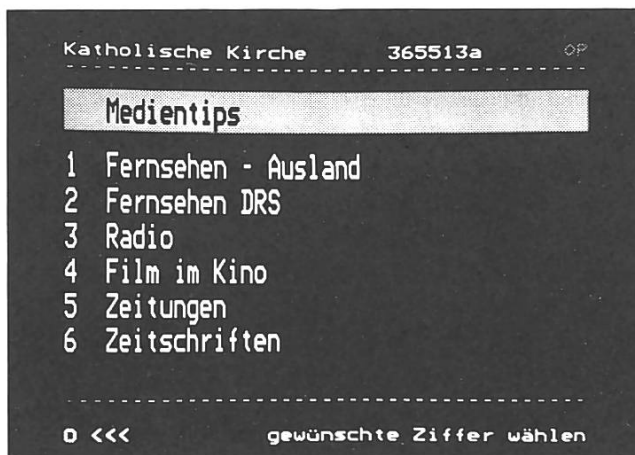 Katholische Kirche 365513a OP
Medientips
1 Fernsehen - Ausland
2 Fernsehen DRS
3 Radio
4 Film im Kino
5 Zeitungen
6 Zeitschriften
0 <<< gewünschte Ziffer wählen